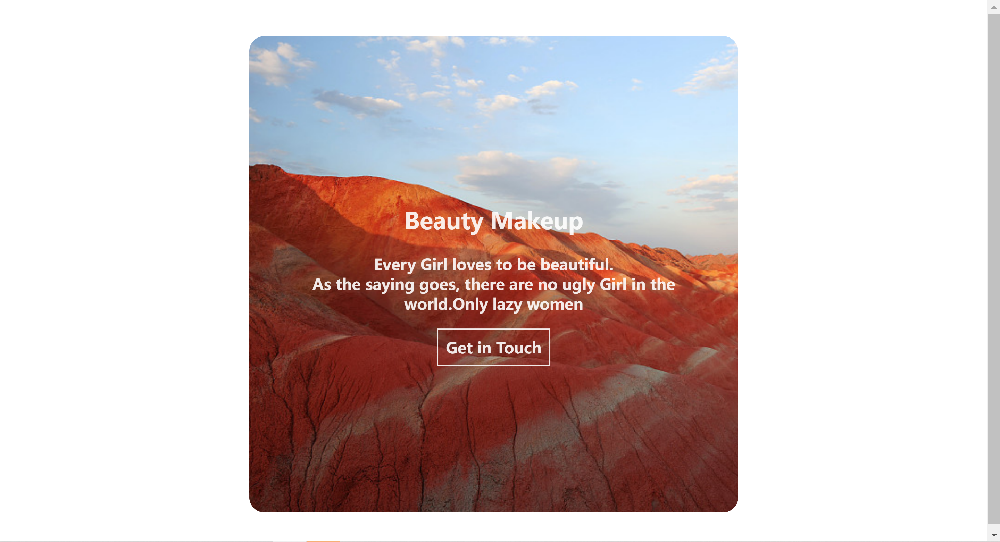 Beauty Makeup
Every Girl loves to be beautiful.
As the saying goes, there are no ugly Girl in the
world.Only lazy women
Get in Touch